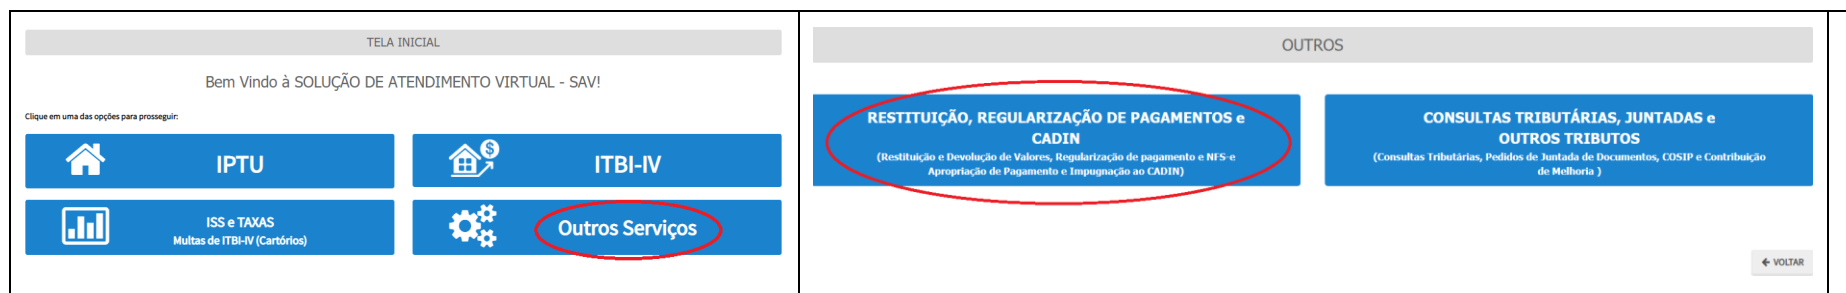 TELA INICIAL
Bem Vindo à SOLUÇÃO DE ATENDIMENTO VIRTUAL - SAV!
Clique em uma das opções para prosseguir:
IPTU
ITBI-IV
ISS e TAXAS
Multas de ITBI-IV (Cartórios)
Outros Serviços
OUTROS
RESTITUIÇÃO, REGULARIZAÇÃO DE PAGAMENTOS e
CADIN
(Restituição e Devolução de Valores, Regularização de pagamento e NFS-e
Apropriação de Pagamento e Impugnação ao CADIN)
CONSULTAS TRIBUTÁRIAS, JUNTADAS e
OUTROS TRIBUTOS
(Consultas Tributárias, Pedidos de Juntada de Documentos, COSIP e Contribuição
de Melhoria )
VOLTAR